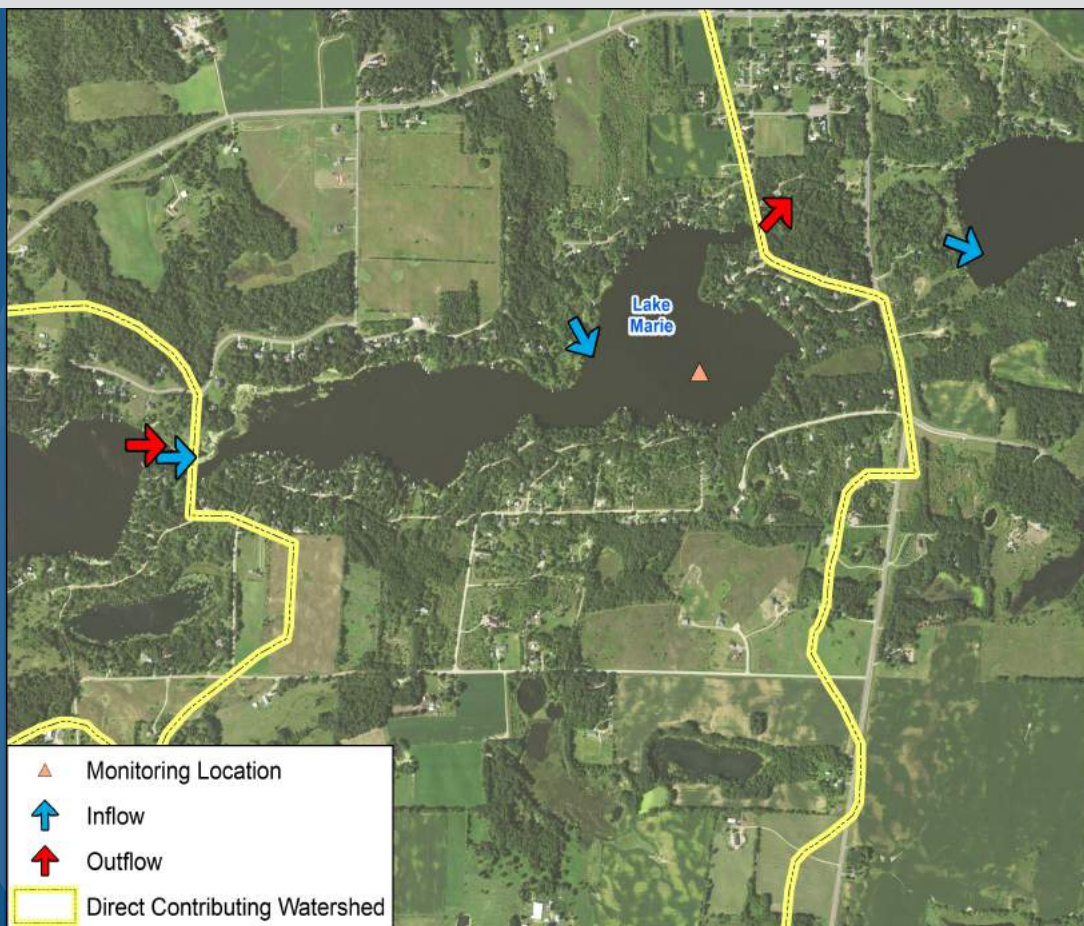 Lake
Marie
Monitoring Location
Inflow
Outflow
Direct Contributing Watershed